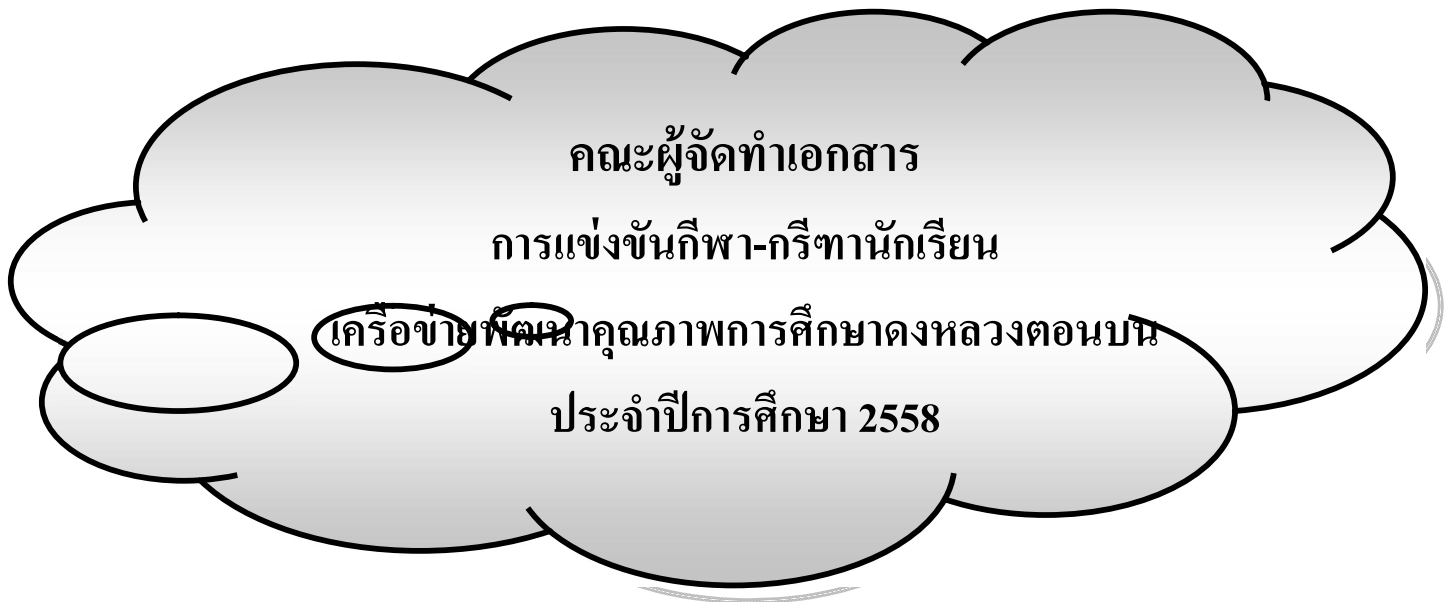 คณะผู้จัดทำเอกสาร
การแข่งขันกีฬา-กรีฑานักเรียน
เครือข่ายพัฒนาคุณภาพการศึกษาดงหลวงตอนบน
ประจำปีการศึกษา 2558